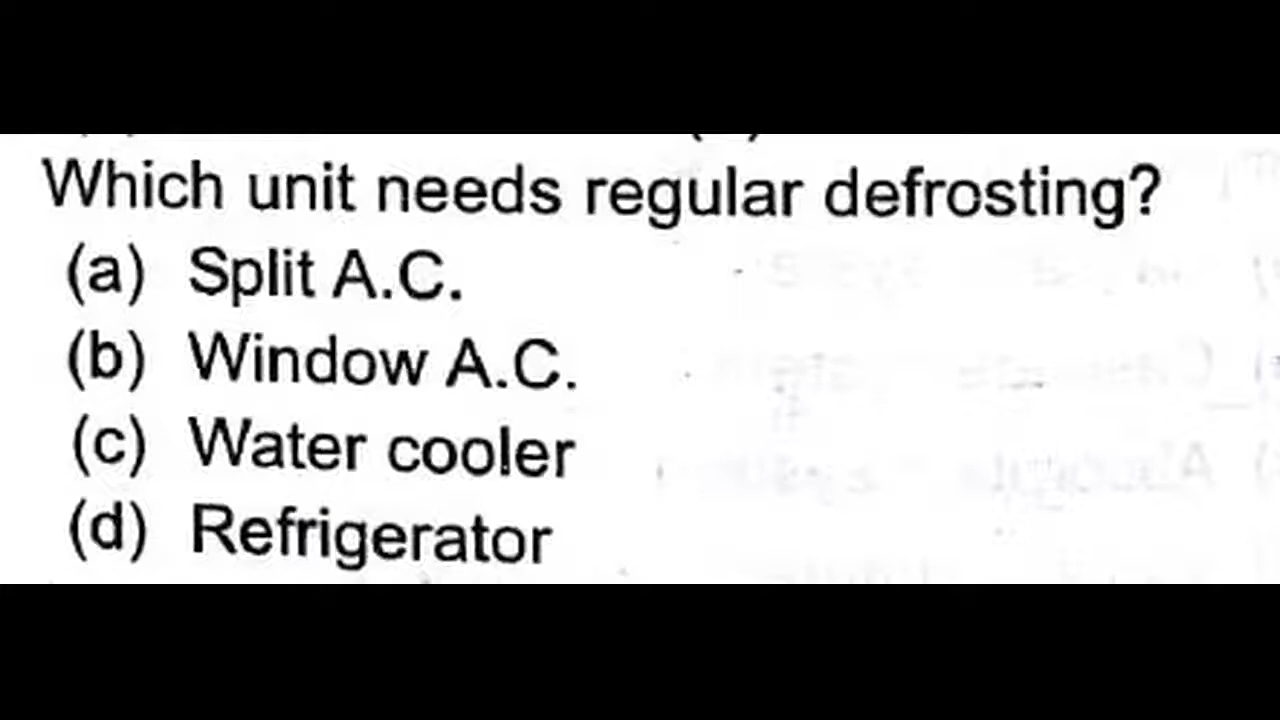 Which unit needs regular defrosting?
(a) Split A.C.
(b) Window A.C.
(c) Water cooler
(d) Refrigerator